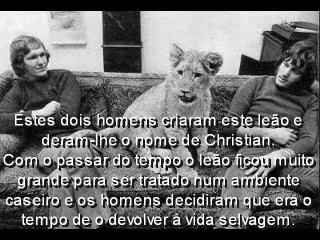 Estes dois homens criaram este leão e
deram-lhe o nome de Christian.
Com o passar do tempo o leão ficou muito
grande para ser tratado num ambiente
caseiro e os homens decidiram que era o
tempo de o devolver à vida selvagem.